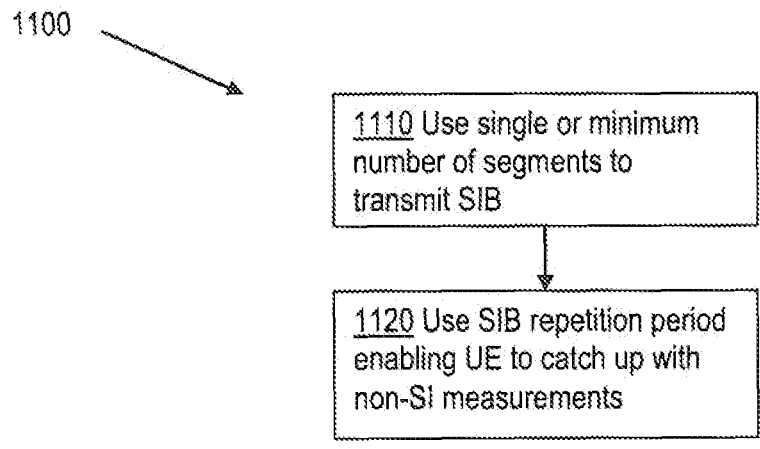 1100
1110 Use single or minimum
number of segments to
transmit SIB
1120 Use SIB repetition period
enabling UE to catch up with
non-SI measurements